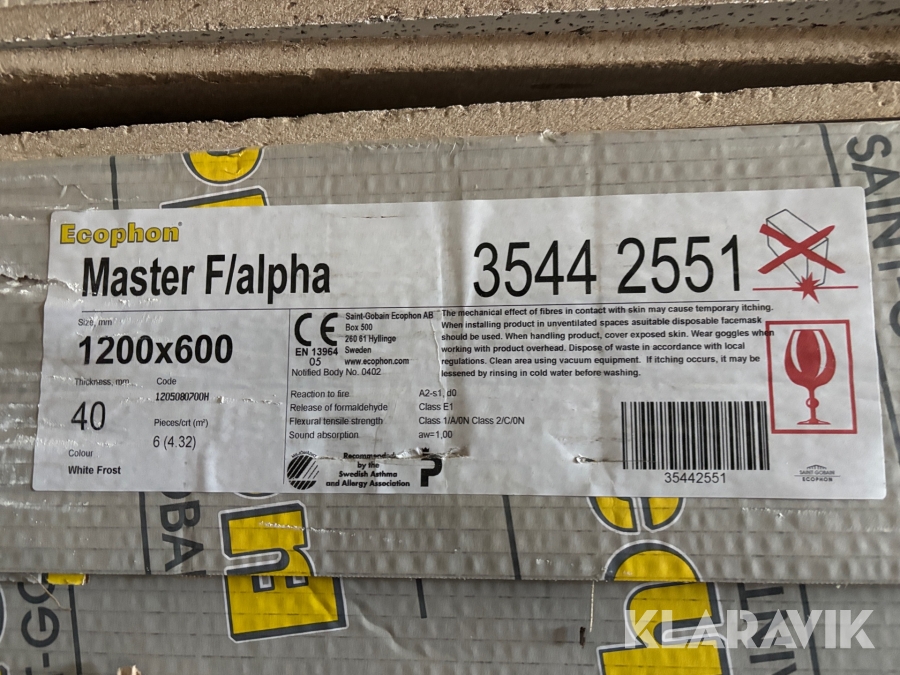 Ecophon
Master F/alpha
3544 2551
Size, mm
1200x600
Thickness, mm
Code
1205080700H
40
Pieces/crt (m²)
6 (4.32)
Colour
White Frost
CE
EN 13964
05
Saint-Gobain Ecophon AB
Box 500
260 61 Hyllinge
Sweden
www.ecophon.com
Notified Body No. 0402
The mechanical effect of fibres in contact with skin may cause temporary itching.
When installing product in unventilated spaces asuitable disposable facemask
should be used. When handling product, cover exposed skin. Wear goggles when
working with product overhead. Dispose of waste in accordance with local
regulations. Clean area using vacuum equipment. If itching occurs, it may be
lessened by rinsing in cold water before washing.
Reaction to fire A2-s1, d0
Release of formaldehyde Class E1
Flexural tensile strength Class 1/A/0N Class 2/C/0N
Sound absorption aw=1,00
Recommended
by the
Swedish Asthma
and Allergy Association
P
35442551
SAINT-GOBAIN
ECOPHON
KLARAVIK